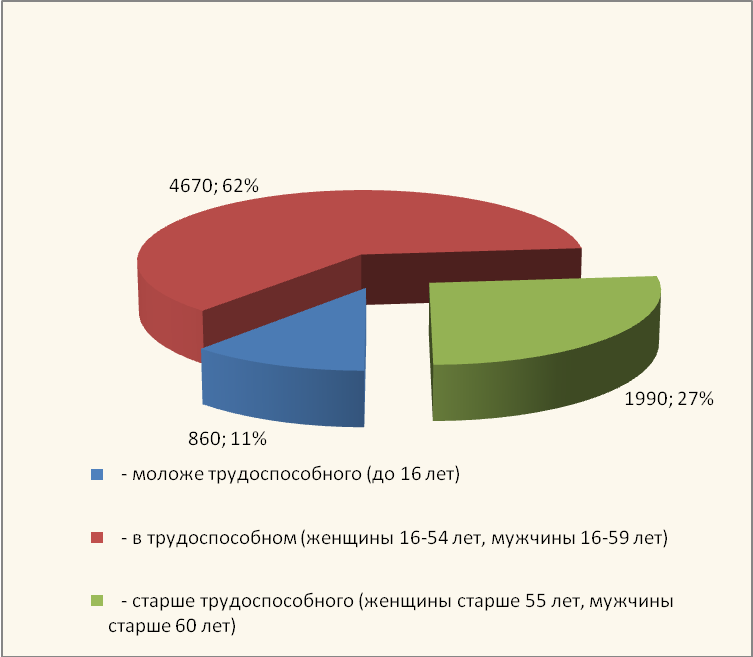 4670; 62%
1990; 27%
860; 11%
- моложе трудоспособного (до 16 лет)
- в трудоспособном (женщины 16-54 лет, мужчины 16-59 лет)
- старше трудоспособного (женщины старше 55 лет, мужчины
старше 60 лет)